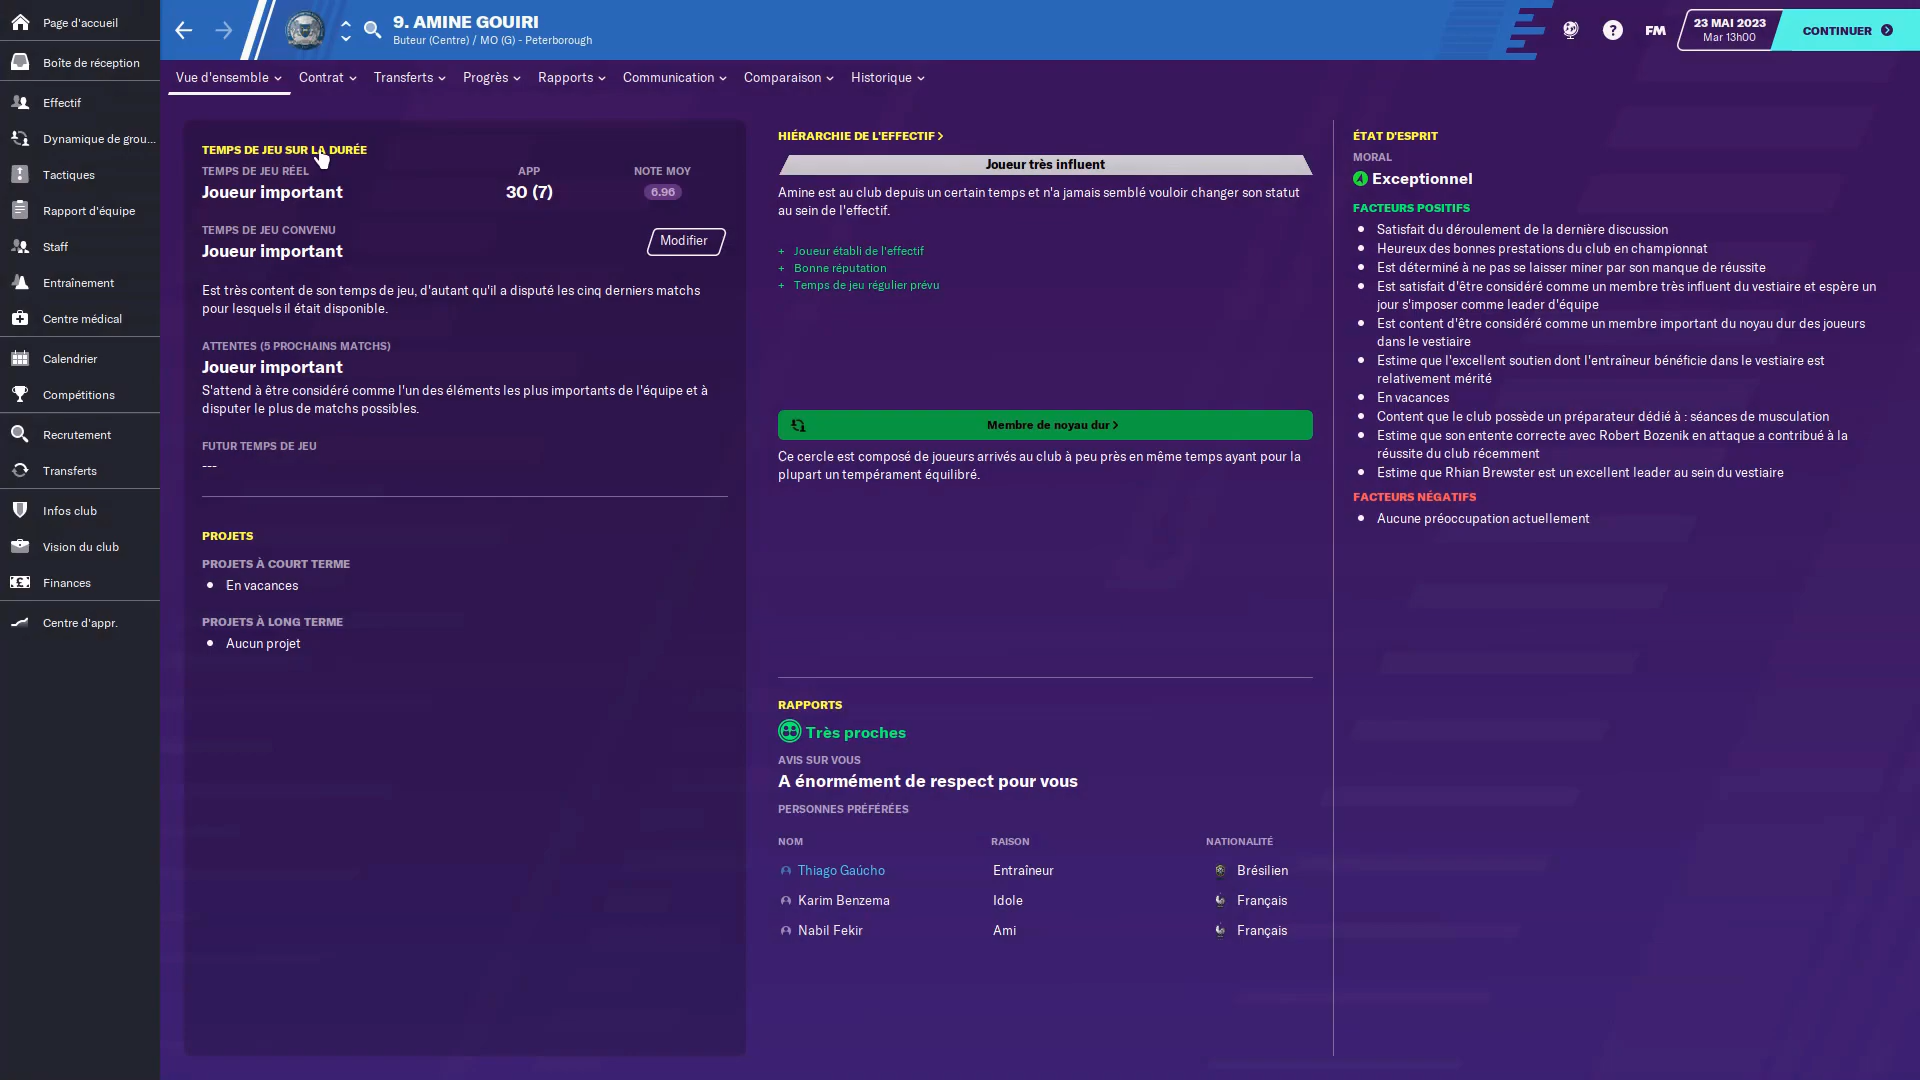 Page d'accueil
Boîte de réception
Effectif
Dynamique de grou...
Tactiques
Rapport d'équipe
Staff
Entraînement
Centre médical
Calendrier
Compétitions
Recrutement
Transferts
Infos club
Vision du club
Finances
Centre d'appr.
9. AMINE GOUIRI
Buteur (Centre) / MO (G) - Peterborough
FM
23 MAI 2023
Mar 13h00
CONTINUER
Vue d'ensemble
Contrat
Transferts
Progrès
Rapports
Communication
Comparaison
Historique
TEMPS DE JEU SUR LA DURÉE
TEMPS DE JEU RÉEL
APP
NOTE MOY
Joueur important
30 (7)
6.96
TEMPS DE JEU CONVENU
Joueur important
Modifier
Est très content de son temps de jeu, d'autant qu'il a disputé les cinq derniers matchs
pour lesquels il était disponible.
ATTENTES (5 PROCHAINS MATCHS)
Joueur important
S'attend à être considéré comme l'un des éléments les plus importants de l'équipe et à
disputer le plus de matchs possibles.
FUTUR TEMPS DE JEU
---
PROJETS
PROJETS À COURT TERME
En vacances
PROJETS À LONG TERME
Aucun projet
HIÉRARCHIE DE L'EFFECTIF
Joueur très influent
Amine est au club depuis un certain temps et n'a jamais semblé vouloir changer son statut
au sein de l'effectif.
+ Joueur établi de l'effectif
+ Bonne réputation
+ Temps de jeu régulier prévu
Membre de noyau dur
Ce cercle est composé de joueurs arrivés au club à peu près en même temps ayant pour la
plupart un tempérament équilibré.
RAPPORTS
Très proches
AVIS SUR VOUS
A énormément de respect pour vous
PERSONNES PRÉFÉRÉES
NOM
RAISON
NATIONALITÉ
Thiago Gaúcho
Entraîneur
Brésilien
Karim Benzema
Idole
Français
Nabil Fekir
Ami
Français
ÉTAT D'ESPRIT
MORAL
Exceptionnel
FACTEURS POSITIFS
Satisfait du déroulement de la dernière discussion
Heureux des bonnes prestations du club en championnat
Est déterminé à ne pas se laisser miner par son manque de réussite
Est satisfait d'être considéré comme un membre très influent du vestiaire et espère un
jour s'imposer comme leader d'équipe
Est content d'être considéré comme un membre important du noyau dur des joueurs
dans le vestiaire
Estime que l'excellent soutien dont l'entraîneur bénéficie dans le vestiaire est
relativement mérité
En vacances
Content que le club possède un préparateur dédié à : séances de musculation
Estime que son entente correcte avec Robert Bozenik en attaque a contribué à la
réussite du club récemment
Estime que Rhian Brewster est un excellent leader au sein du vestiaire
FACTEURS NÉGATIFS
Aucune préoccupation actuellement